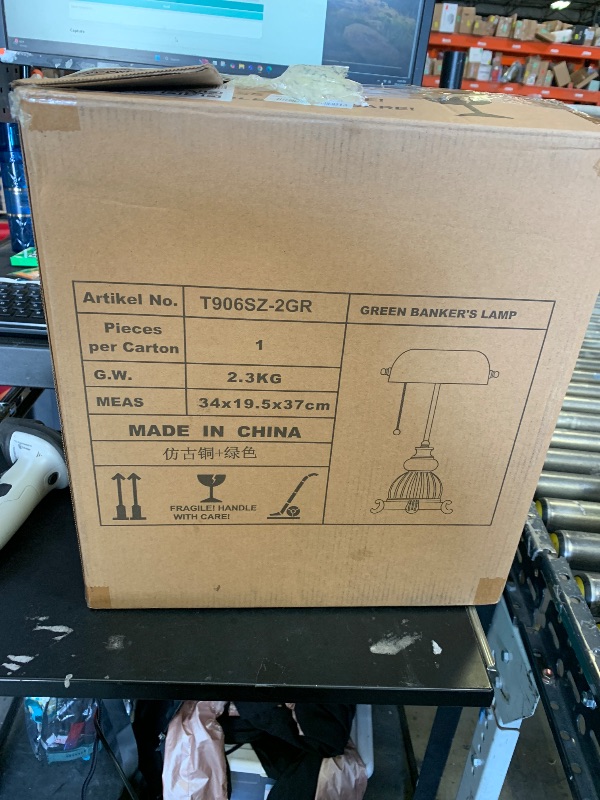 Artikel No. T906SZ-2GR GREEN BANKER'S LAMP
Pieces
per Carton 1
G.W. 2.3KG
MEAS 34x19.5x37cm
MADE IN CHINA
仿古铜+绿色
FRAGILE! HANDLE
WITH CARE!